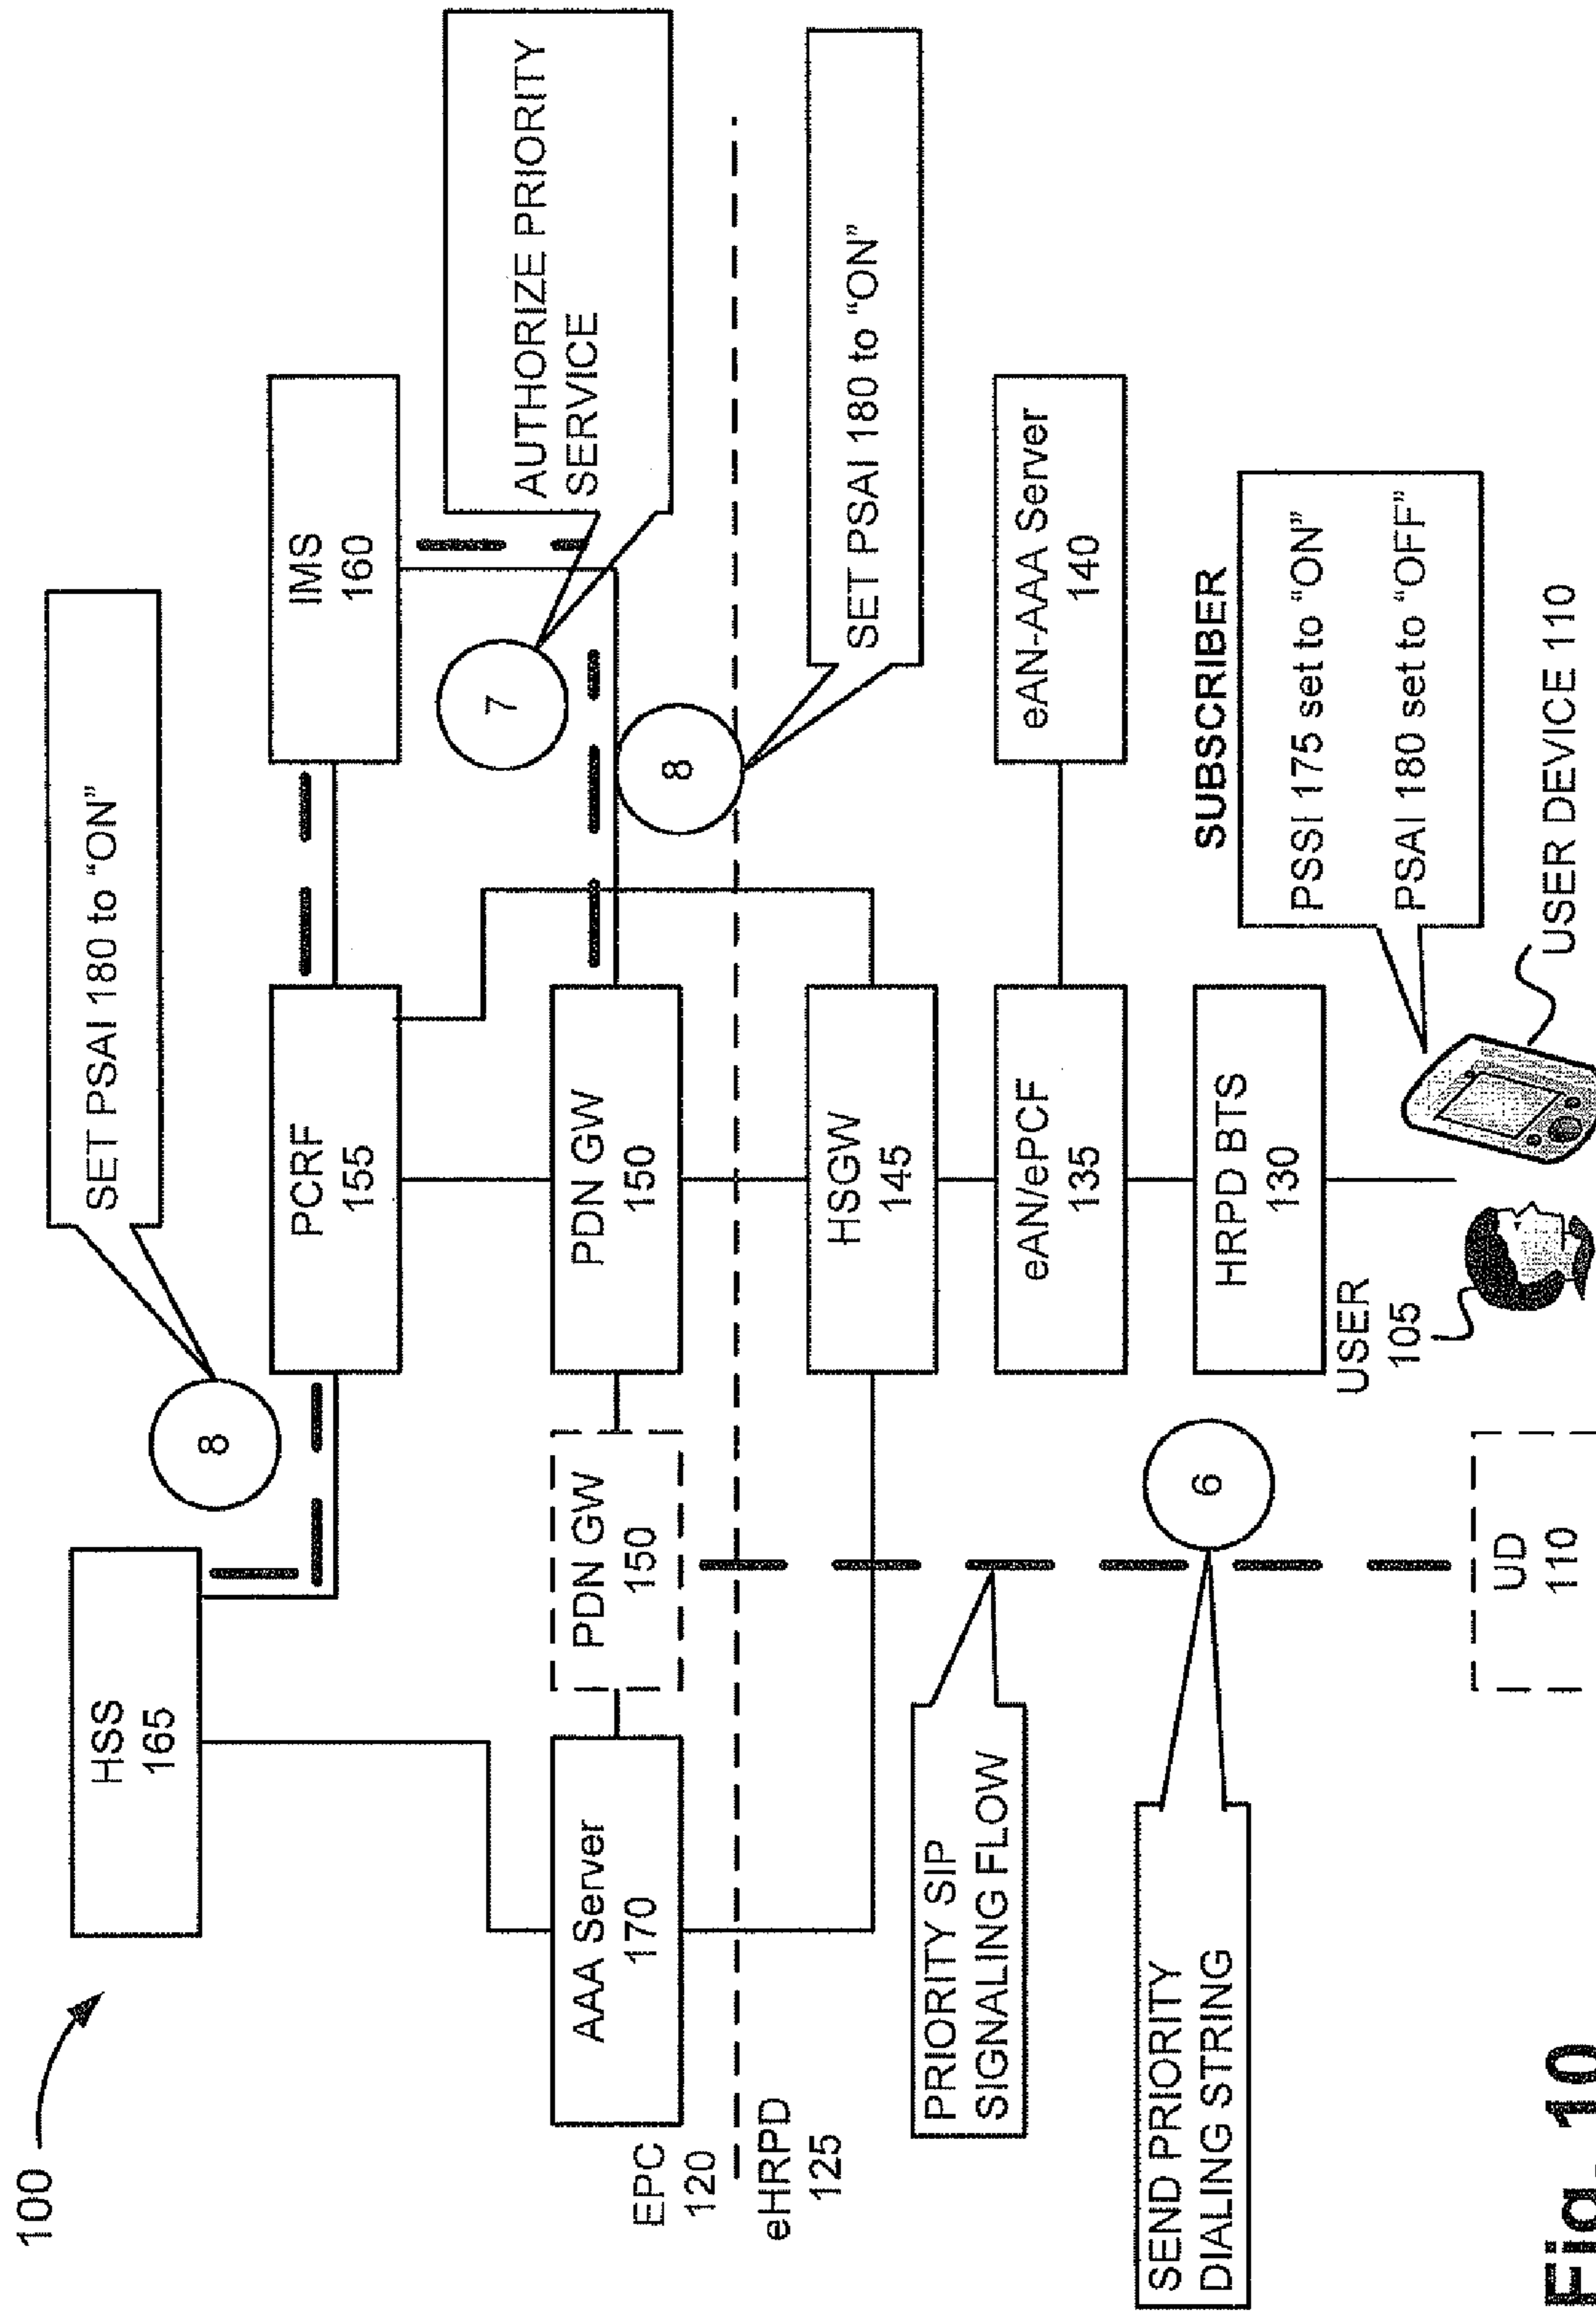 100
HSS
165
SET PSAI 180 to “ON”
8
PCRF
155
IMS
160
AUTHORIZE PRIORITY
SERVICE
7
AAA Server
170
PDN GW
150
PDN GW
150
8
EPC
120
eHRPD
125
SET PSAI 180 to “ON”
HSGW
145
PRIORITY SIP
SIGNALING FLOW
eAN/ePCF
135
eAN-AAA Server
140
SEND PRIORITY
DIALING STRING
6
HRPD BTS
130
SUBSCRIBER
PSSI 175 set to “ON”
PSAI 180 set to “OFF”
USER
105
UD
110
USER DEVICE 110
Fig. 10